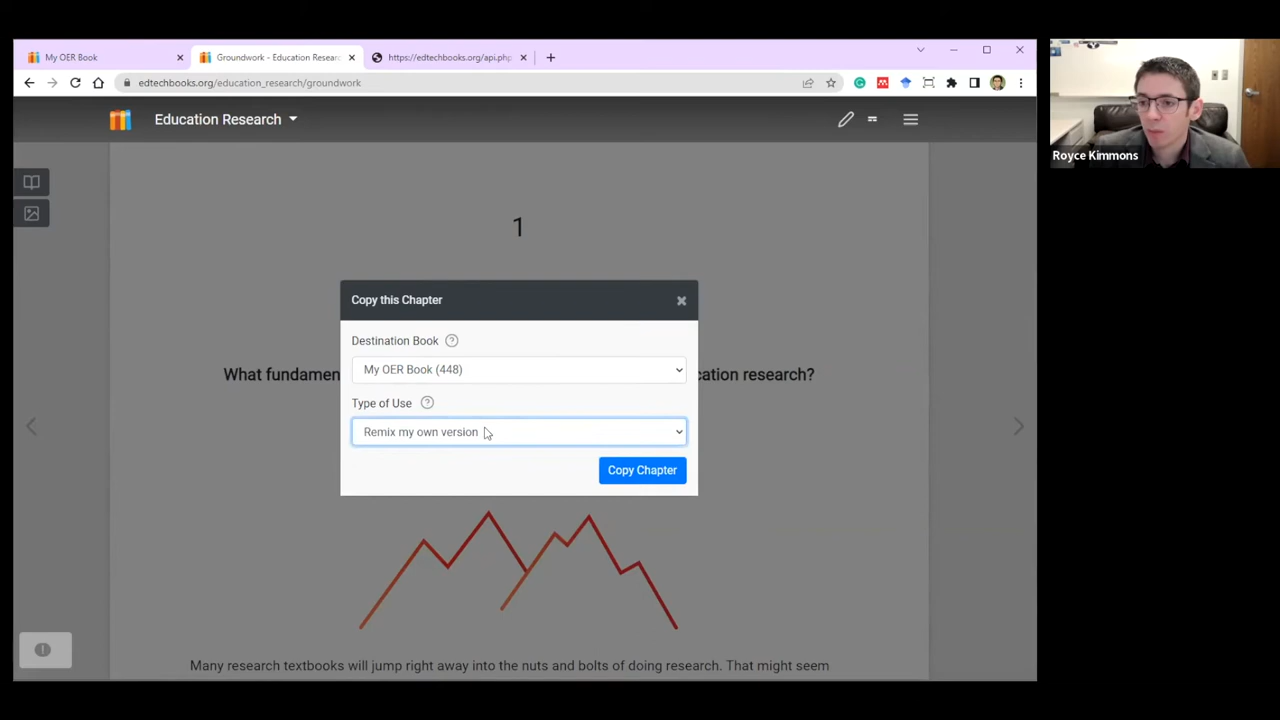 My OER Book
Groundwork - Education Researc
https://edtechbooks.org/api.php
edtechbooks.org/education_research/groundwork
Education Research
Royce Kimmons
1
Copy this Chapter
Destination Book
My OER Book (448)
What fundamen
cation research?
Type of Use
Remix my own version
Copy Chapter
Many research textbooks will jump right away into the nuts and bolts of doing research. That might seem